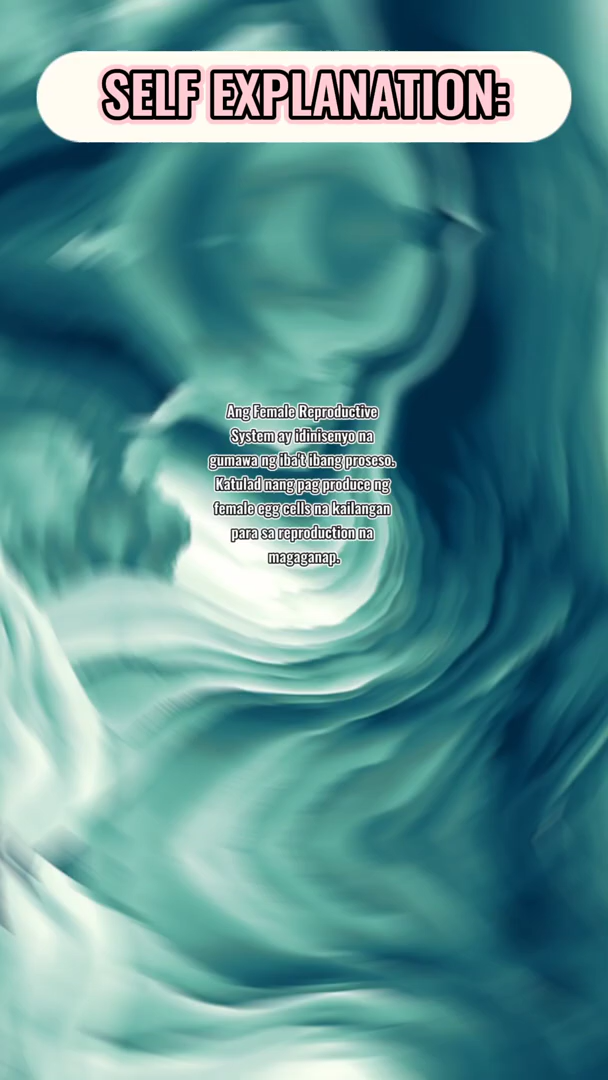 SELF EXPLANATION:
Ang Female Reproductive
System ay idinisenyo na
gumawa ng iba't ibang proseso.
Katulad nang pag produce ng
female egg cells na kailangan
para sa reproduction na
magaganap.